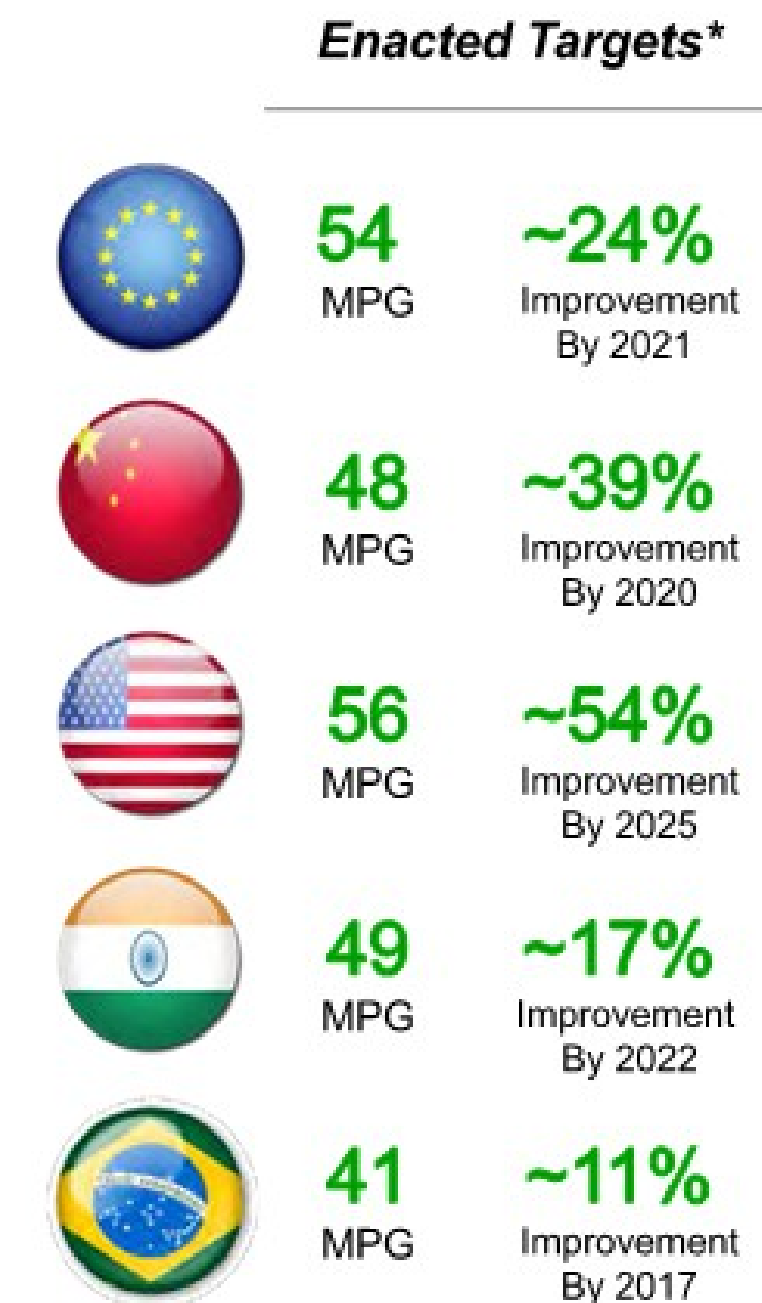 Enacted Targets*
54 ~24%
MPG Improvement
By 2021
48 ~39%
MPG Improvement
By 2020
56 ~54%
MPG Improvement
By 2025
49 ~17%
MPG Improvement
By 2022
41 ~11%
MPG Improvement
By 2017